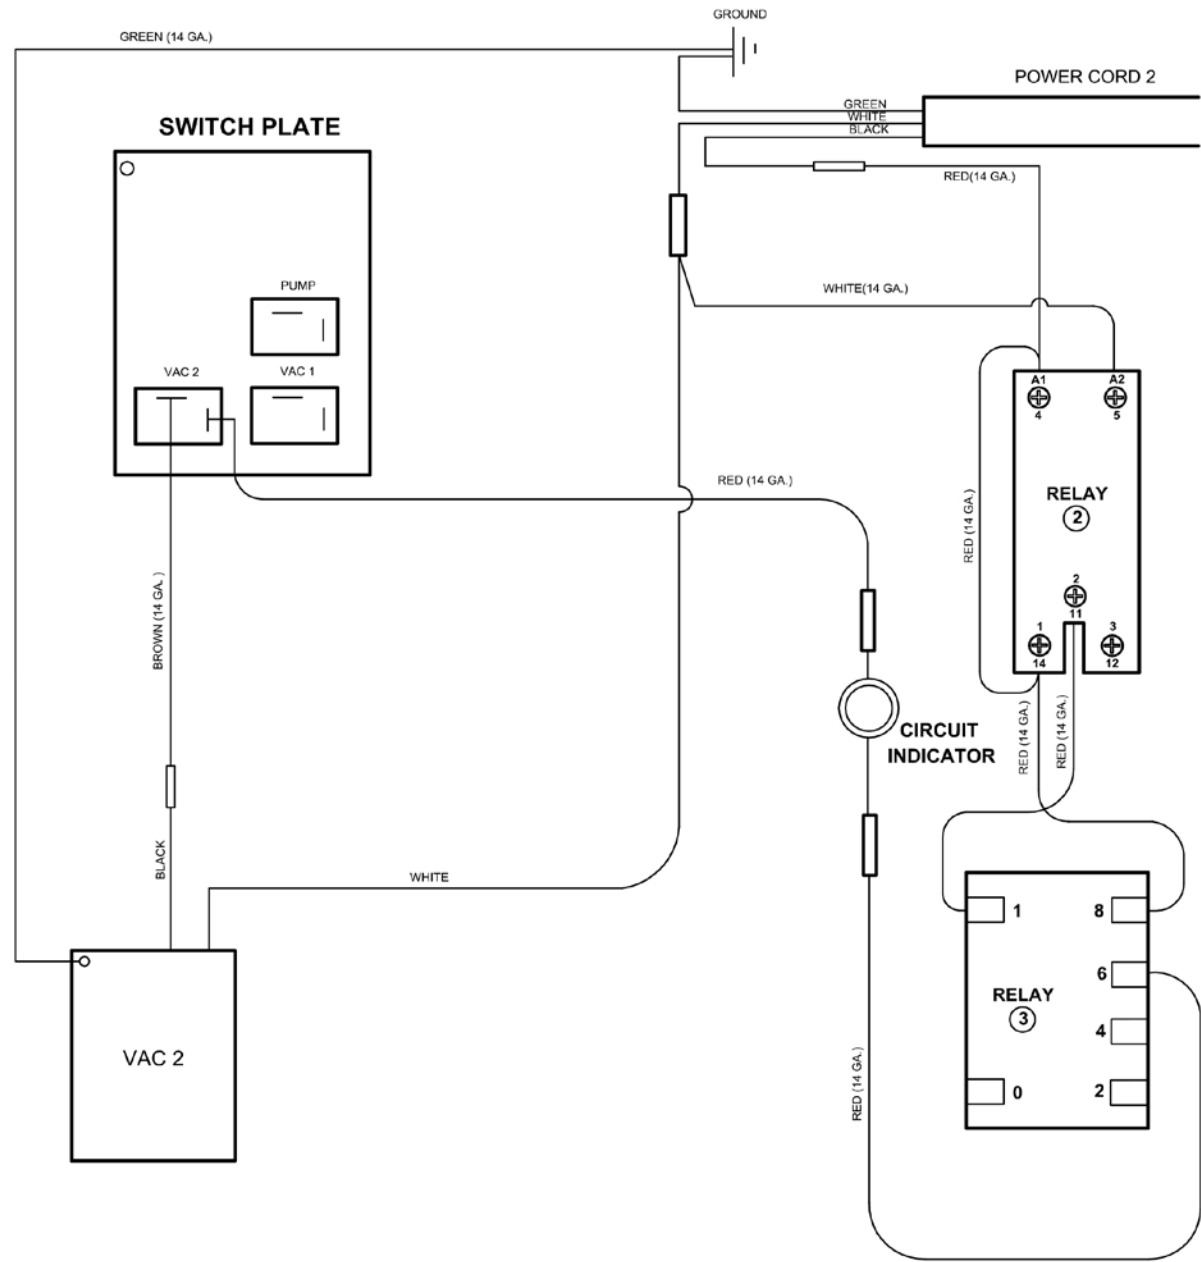 GROUND
GREEN (14 GA.)
POWER CORD 2
GREEN
WHITE
BLACK
SWITCH PLATE
RED(14 GA.)
PUMP
WHITE(14 GA.)
VAC 2
VAC 1
A1
A2
4
5
RED (14 GA.)
RELAY
2
RED (14 GA.)
BROWN (14 GA. )
2
11
1
3
14
12
RED (14 GA.)
RED (14 GA.)
CIRCUIT
INDICATOR
BLACK
WHITE
1
8
6
RELAY
3
4
0
2
VAC 2
RED (14 GA.)